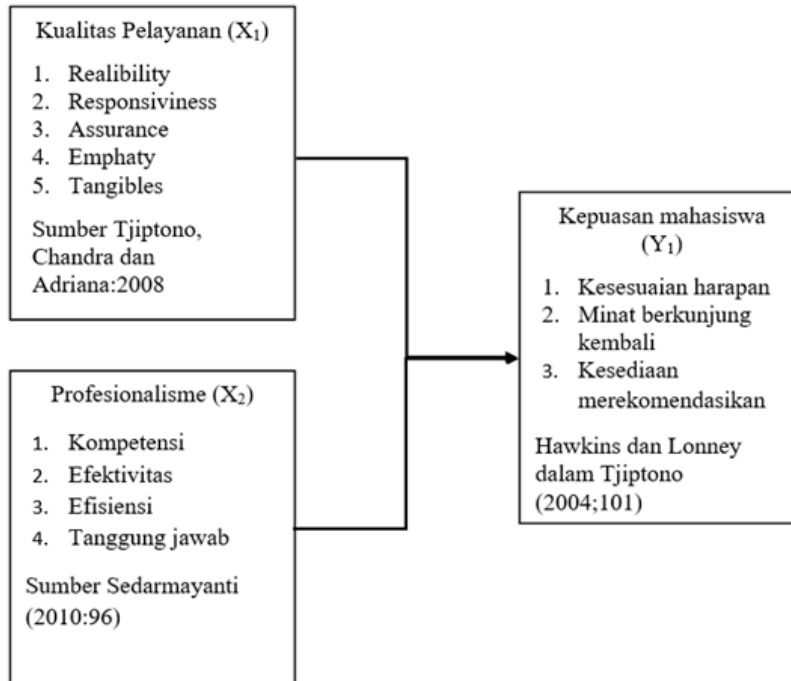 Kualitas Pelayanan (X₁)
1. Realibility
2. Responsiviness
3. Assurance
4. Emphaty
5. Tangibles
Sumber Tjiptono,
Chandra dan
Adriana:2008
Profesionalisme (X₂)
1. Kompetensi
2. Efektivitas
3. Efisiensi
4. Tanggung jawab
Sumber Sedarmayanti
(2010:96)
Kepuasan mahasiswa
(Y₁)
1. Kesesuaian harapan
2. Minat berkunjung
kembali
3. Kesediaan
merekomendasikan
Hawkins dan Lonney
dalam Tjiptono
(2004;101)